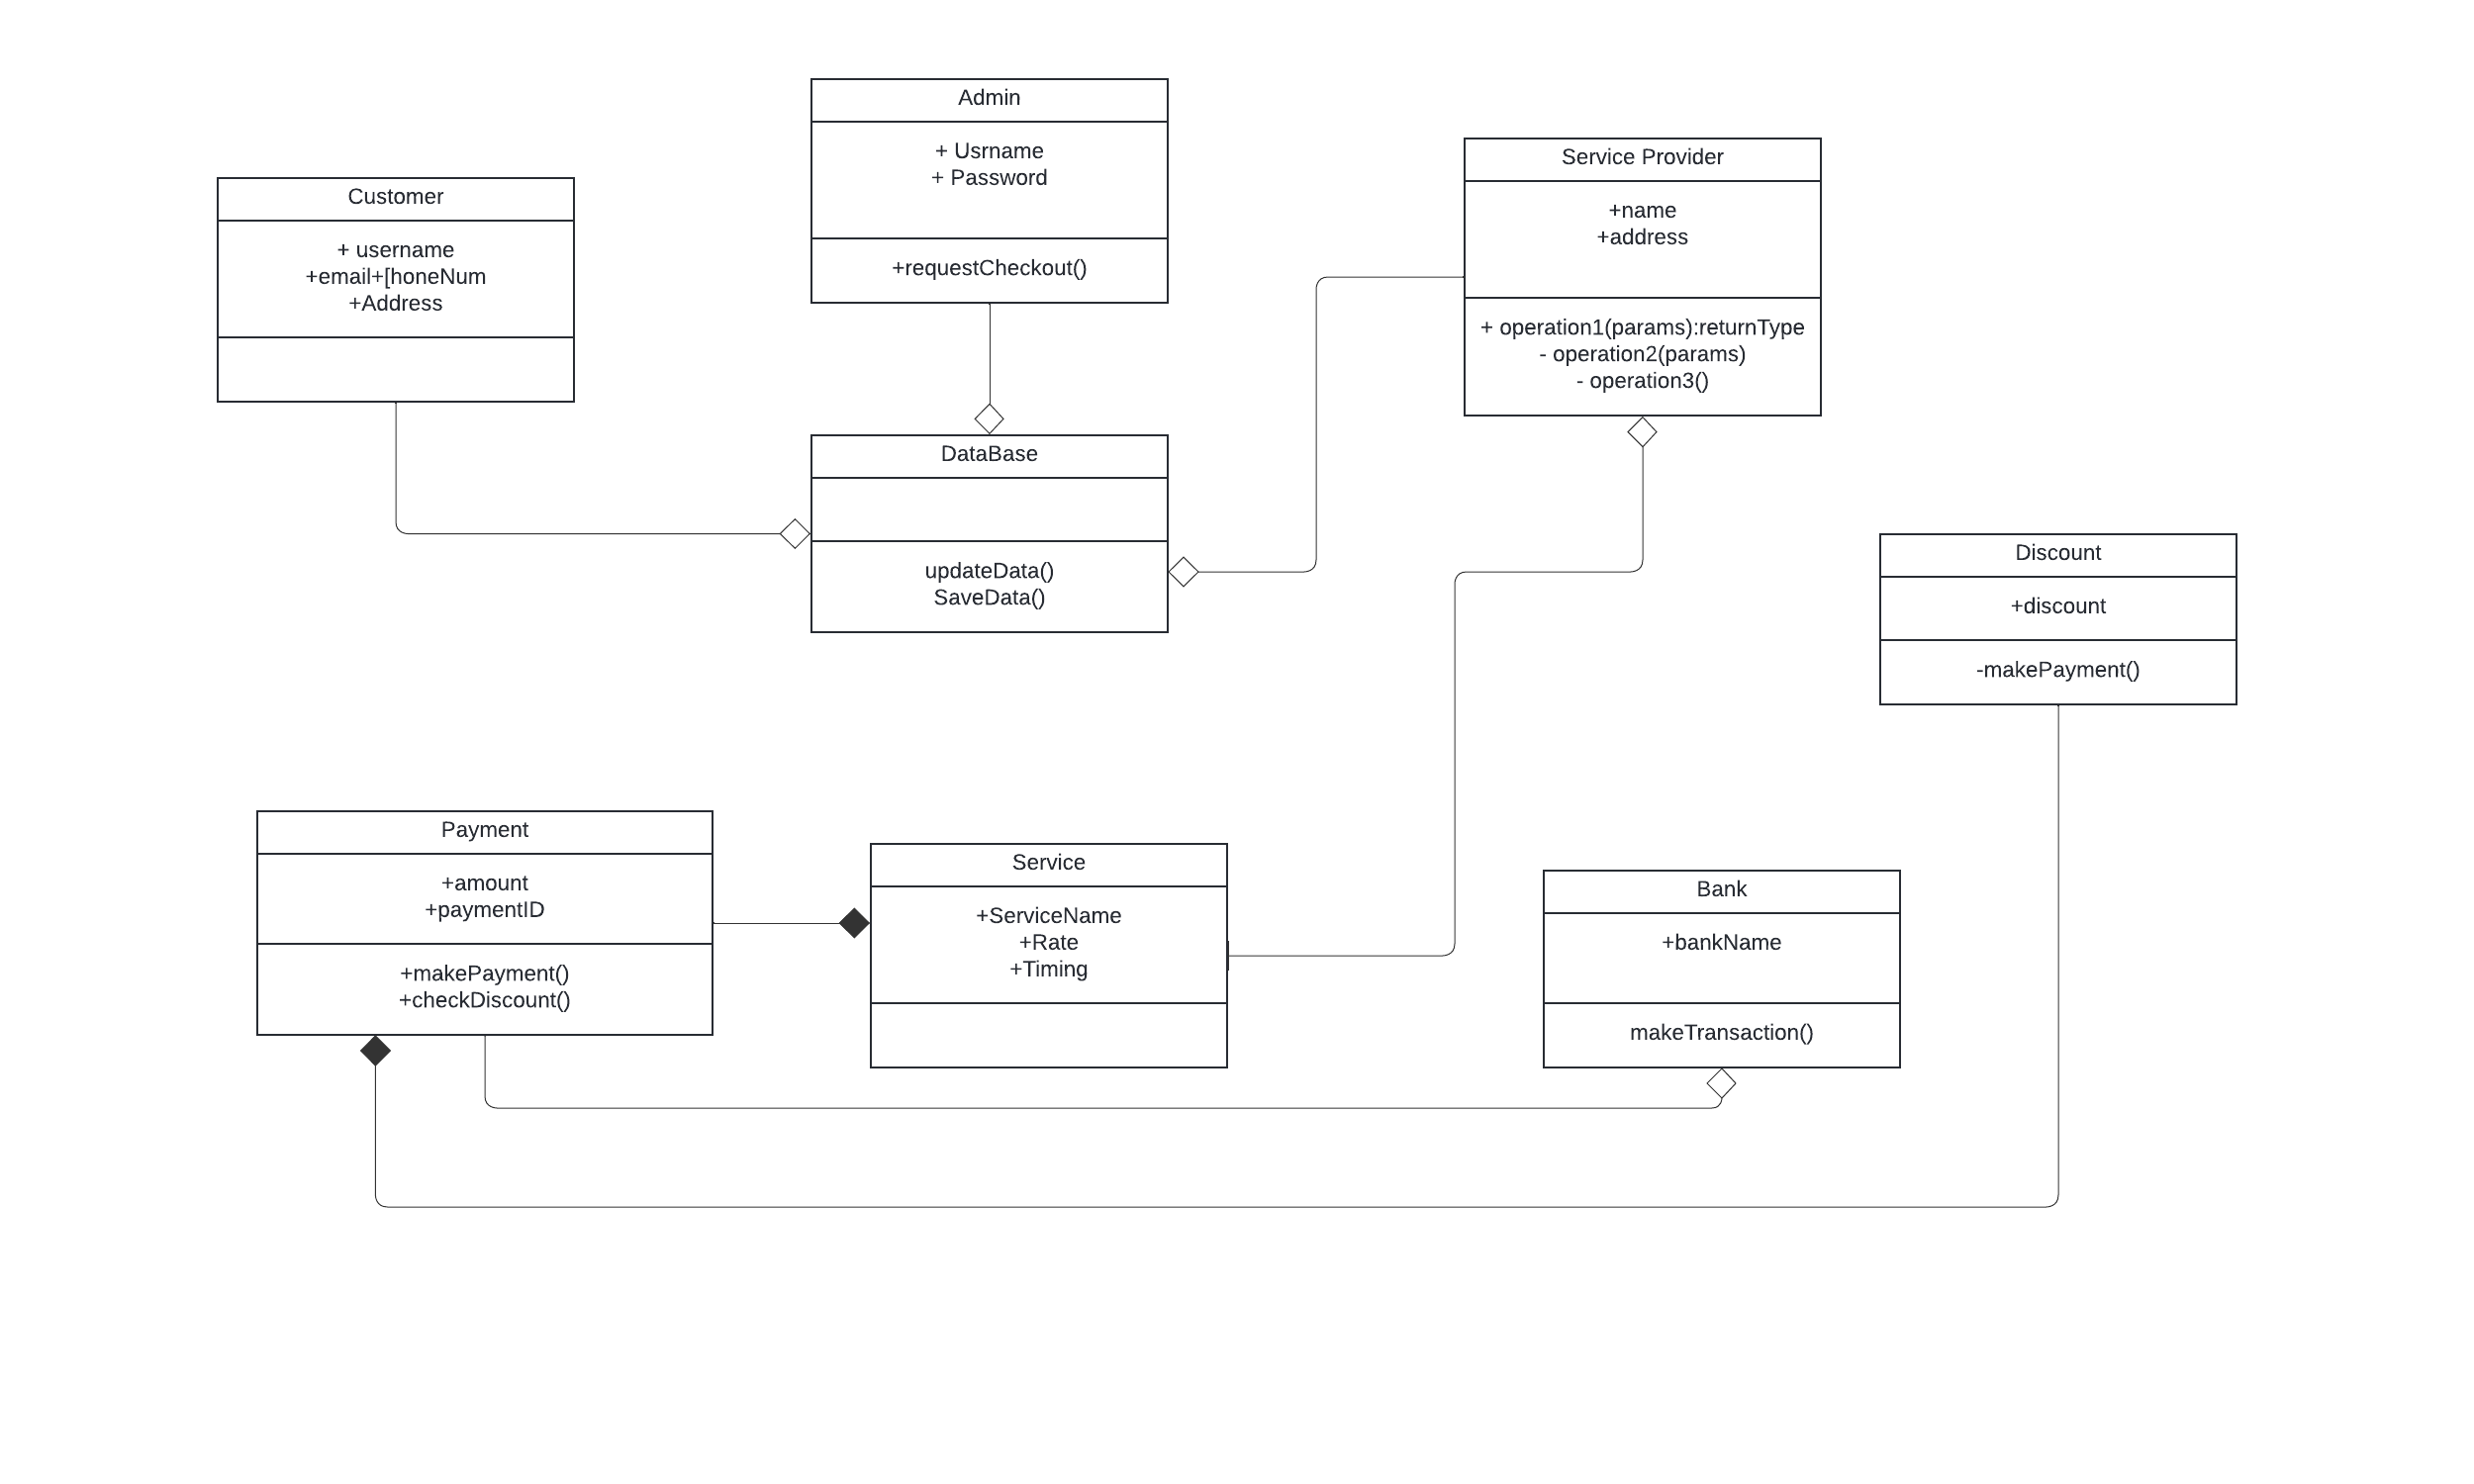 Admin
+ Usrname
+ Password
+requestCheckout()
Service Provider
+name
+address
+ operation1(params):returnType
- operation2(params)
- operation3()
Customer
+ username
+email+[honeNum
+Address
DataBase
updateData()
SaveData()
Discount
+discount
-makePayment()
Payment
+amount
+paymentID
+makePayment()
+checkDiscount()
Service
+ServiceName
+Rate
+Timing
Bank
+bankName
makeTransaction()